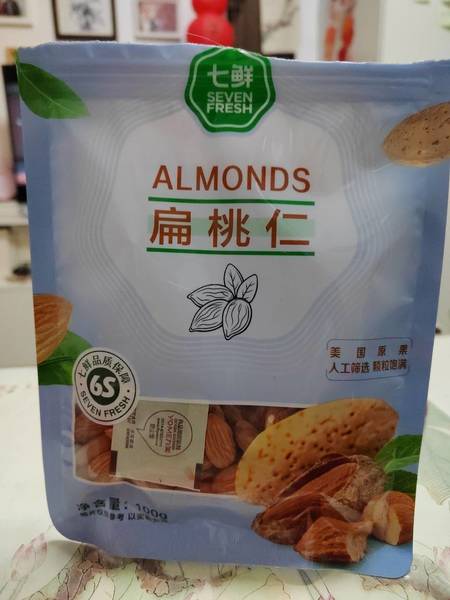 七鲜
SEVEN
FRESH
ALMONDS
扁桃仁
美国原果
人工筛选 颗粒饱满
七鲜品质保障
6S
SEVEN FRESH
净含量：100g